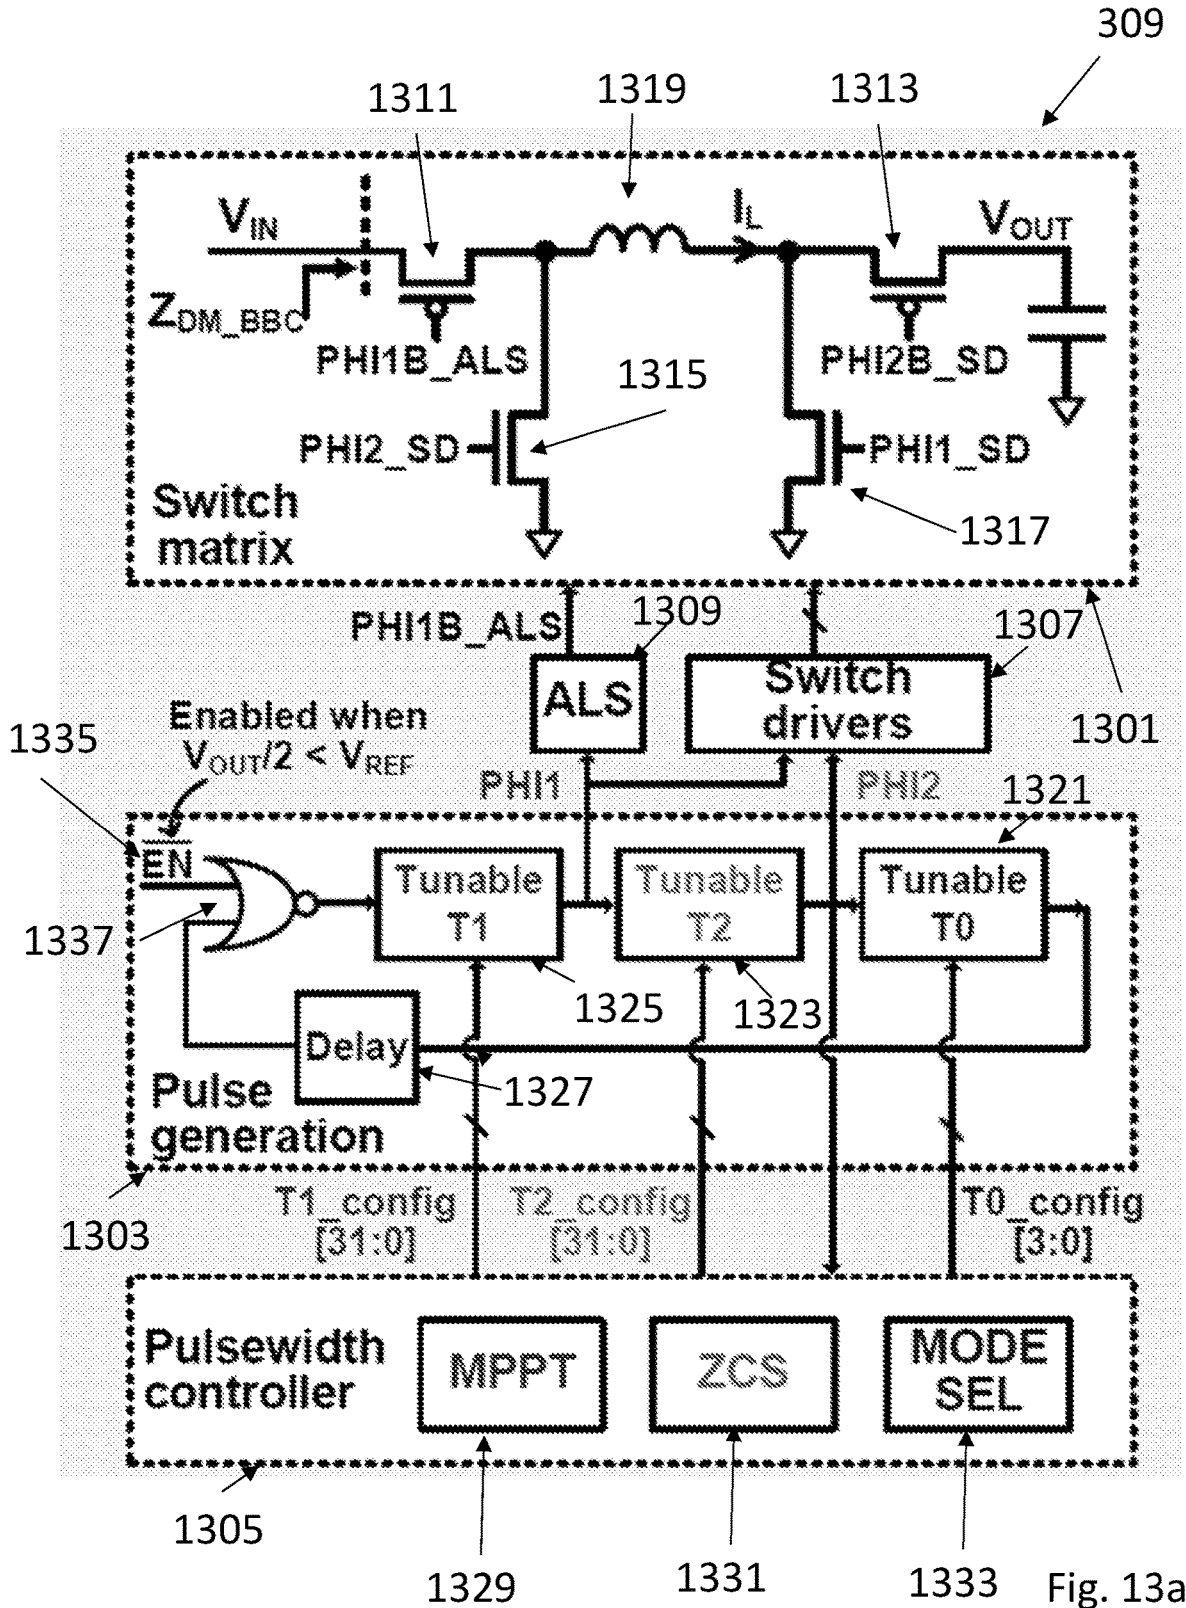 309
1311
1319
1313
V_IN
I_L
V_OUT
Z_DM_BBC
PHI1B_ALS
1315
PHI2B_SD
PHI2_SD
PHI1_SD
Switch
matrix
1317
PHI1B_ALS
1309
1307
ALS
Switch
drivers
1301
1335
Enabled when
V_OUT/2 < V_REF
PHI1
PHI2
1321
EN
Tunable
T1
Tunable
T2
Tunable
T0
1337
1325
1323
Delay
1327
Pulse
generation
1303
T1_config
[31:0]
T2_config
[31:0]
T0_config
[3:0]
Pulsewidth
controller
MPPT
ZCS
MODE
SEL
1305
1329
1331
1333
Fig. 13a